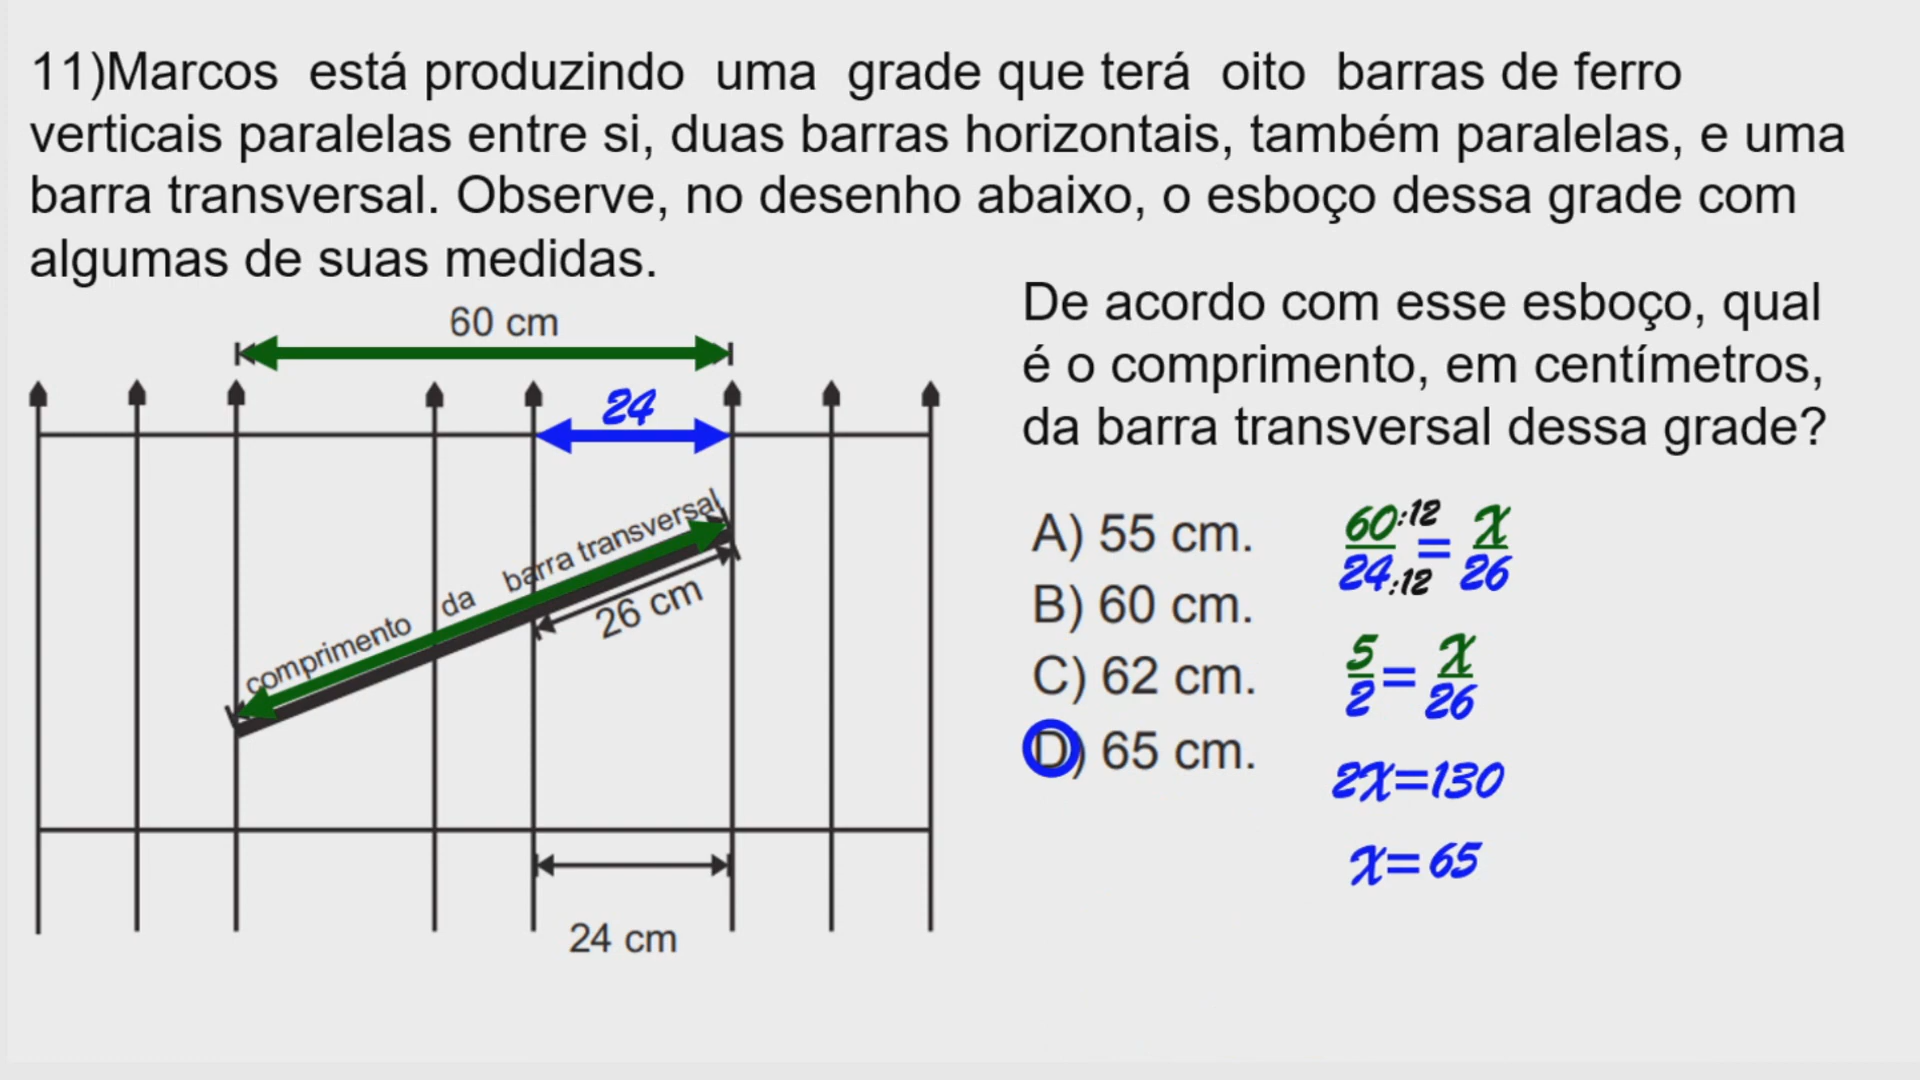 11)Marcos está produzindo uma grade que terá oito barras de ferro
verticais paralelas entre si, duas barras horizontais, também paralelas, e uma
barra transversal. Observe, no desenho abaixo, o esboço dessa grade com
algumas de suas medidas.
60 cm
24
comprimento da barra transversal
26 cm
24 cm
De acordo com esse esboço, qual
é o comprimento, em centímetros,
da barra transversal dessa grade?
A) 55 cm.
B) 60 cm.
C) 62 cm.
D) 65 cm.
60:12 = x
24:12 26
5 = x
2 26
2x=130
x=65